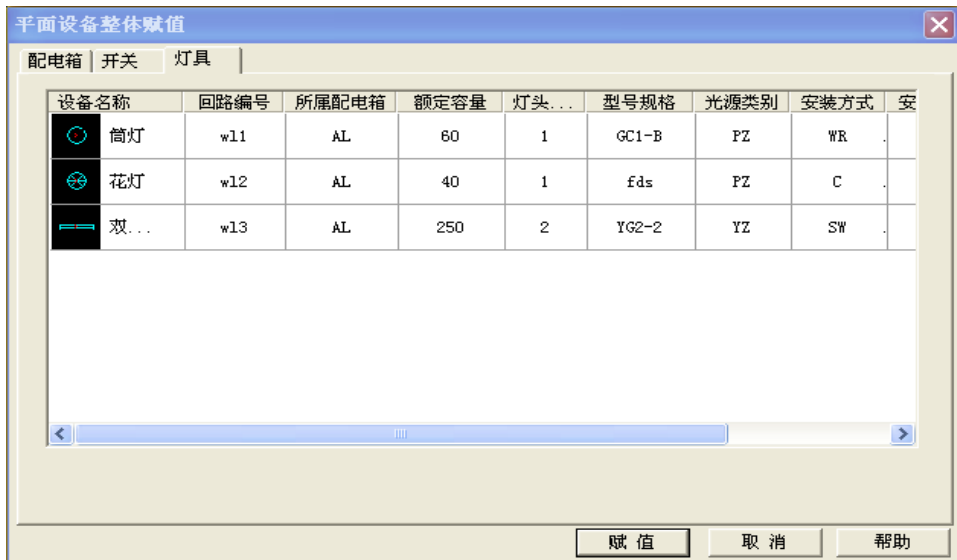 平面设备整体赋值
配电箱 开关 灯具
设备名称 回路编号 所属配电箱 额定容量 灯头... 型号规格 光源类别 安装方式 安
筒灯 wl1 AL 60 1 GC1-B PZ WR .
花灯 wl2 AL 40 1 fds PZ C .
双... wl3 AL 250 2 YG2-2 YZ SW .
赋值 取消 帮助